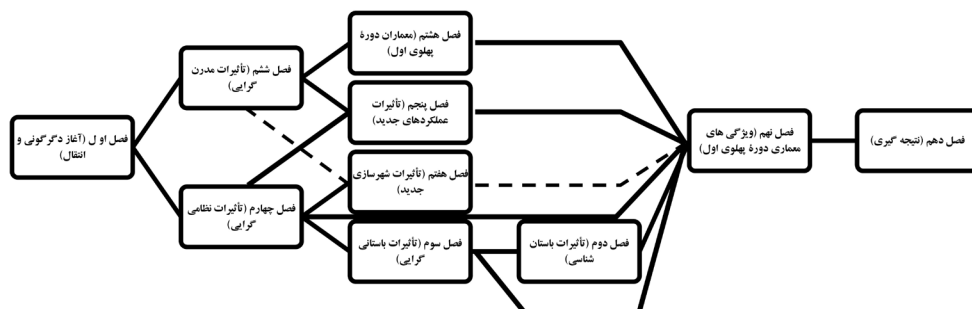 فصل هشتم (معماران دورۀ
پهلوی اول)
فصل ششم (تأثیرات مدرن
گرایی)
فصل پنجم (تأثیرات
عملکردهای جدید)
فصل نهم (ویژگی های
معماری دورۀ پهلوی اول)
فصل دهم (نتیجه گیری)
فصل او ل (آغاز دگرگونی و
انتقال)
فصل هفتم (تأثیرات شهرسازی
جدید)
فصل چهارم (تأثیرات نظامی
گرایی)
فصل سوم (تأثیرات باستانی
گرایی)
فصل دوم (تأثیرات باستان
شناسی)